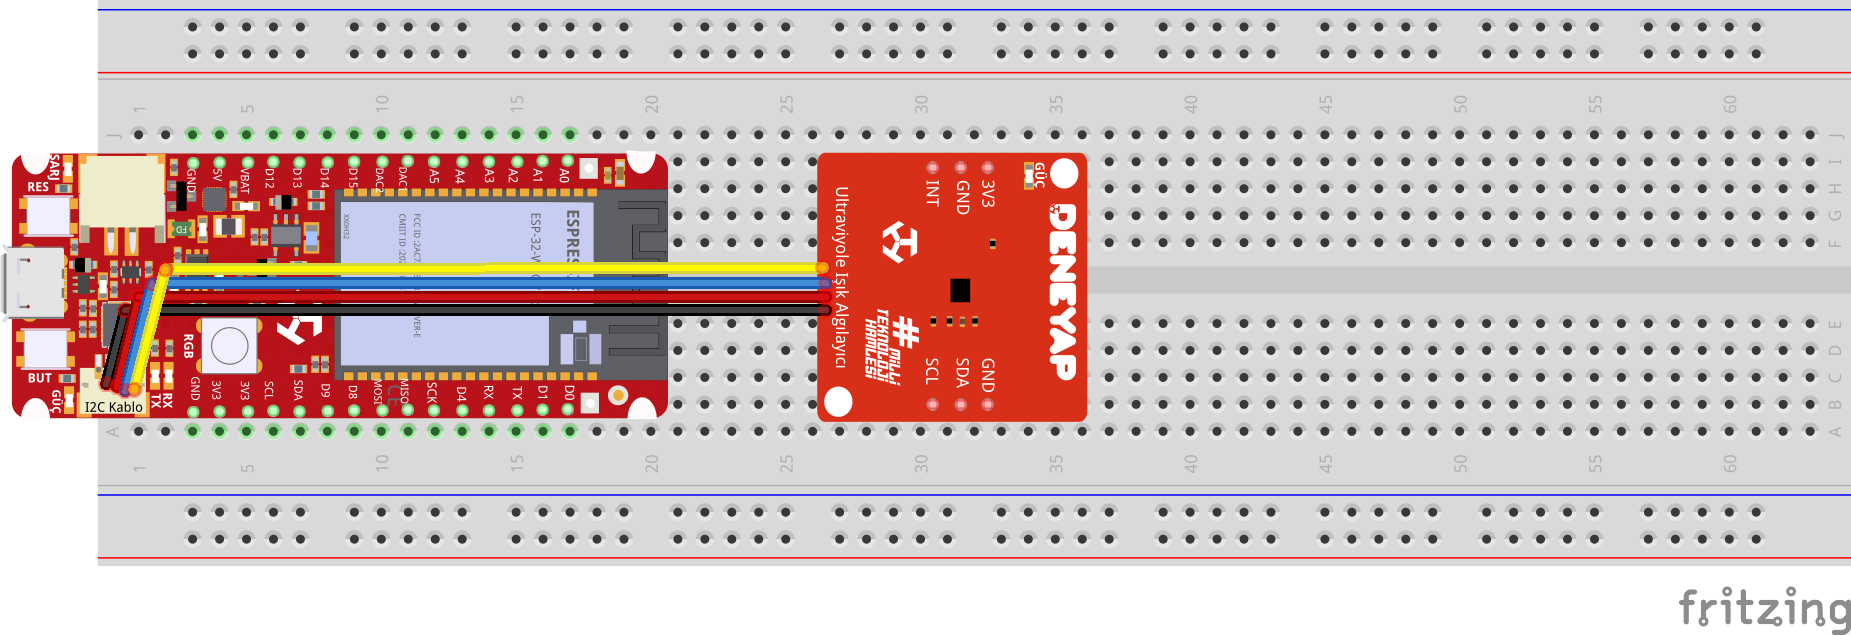 1 5 10 15 20 25 30 35 40 45 50 55 60
J J
I
H
G
F
E
D
C
B
A A
1 5 10 15 20 25 30 35 40 45 50 55 60
ŞARJ
RES
BUT
GÜÇ
I2C Kablo
TX
RX
RGB
GND 5V VBAT D12 D13 D14 D15 DAC2 DAC1 A5 A4 A3 A2 A1 A0
GND 3V3 3V3 SCL SDA D9 D8 MOSI MISO SCK D4 RX TX D1 D0
CE
XX0H32
ESP-32-W
ESPRES
Ultraviyole Işık Algılayıcı
INT GND 3V3
GÜÇ
DENEYAP
#MİLLİ
TEKNOLOJİ
HAMLESİ
SCL SDA GND
fritzing